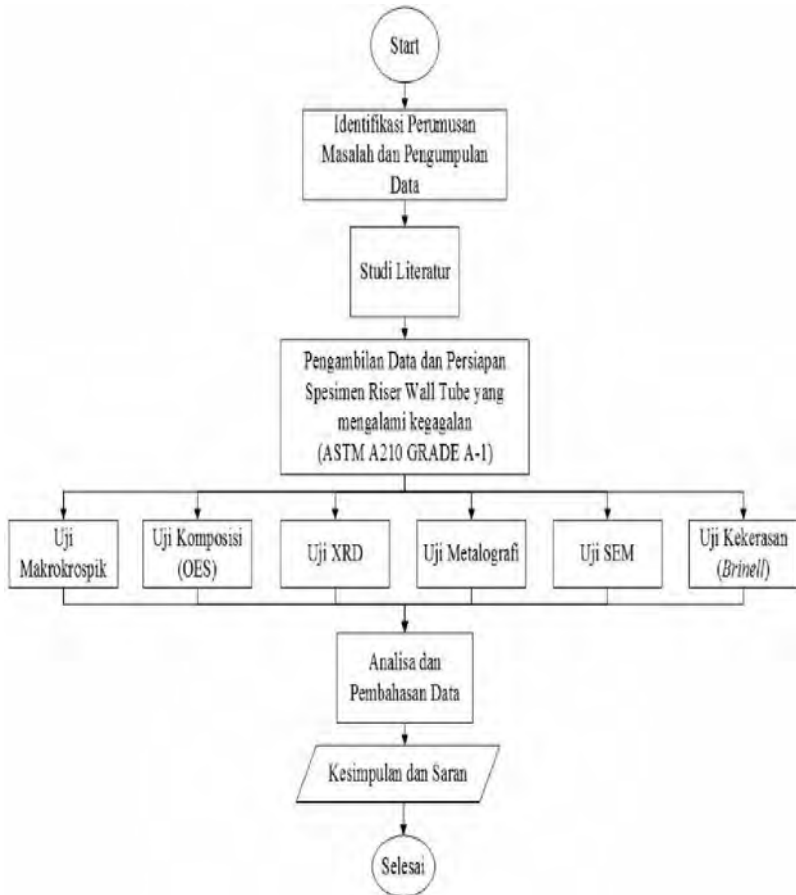 Start
Identifikasi Perumusan
Masalah dan Pengumpulan
Data
Studi Literatur
Pengambilan Data dan Persiapan
Spesimen Riser Wall Tube yang
mengalami kegagalan
(ASTM A210 GRADE A-1)
Uji
Makrokrospik
Uji Komposisi
(OES)
Uji XRD
Uji Metalografi
Uji SEM
Uji Kekerasan
(Brinell)
Analisa dan
Pembahasan Data
Kesimpulan dan Saran
Selesai